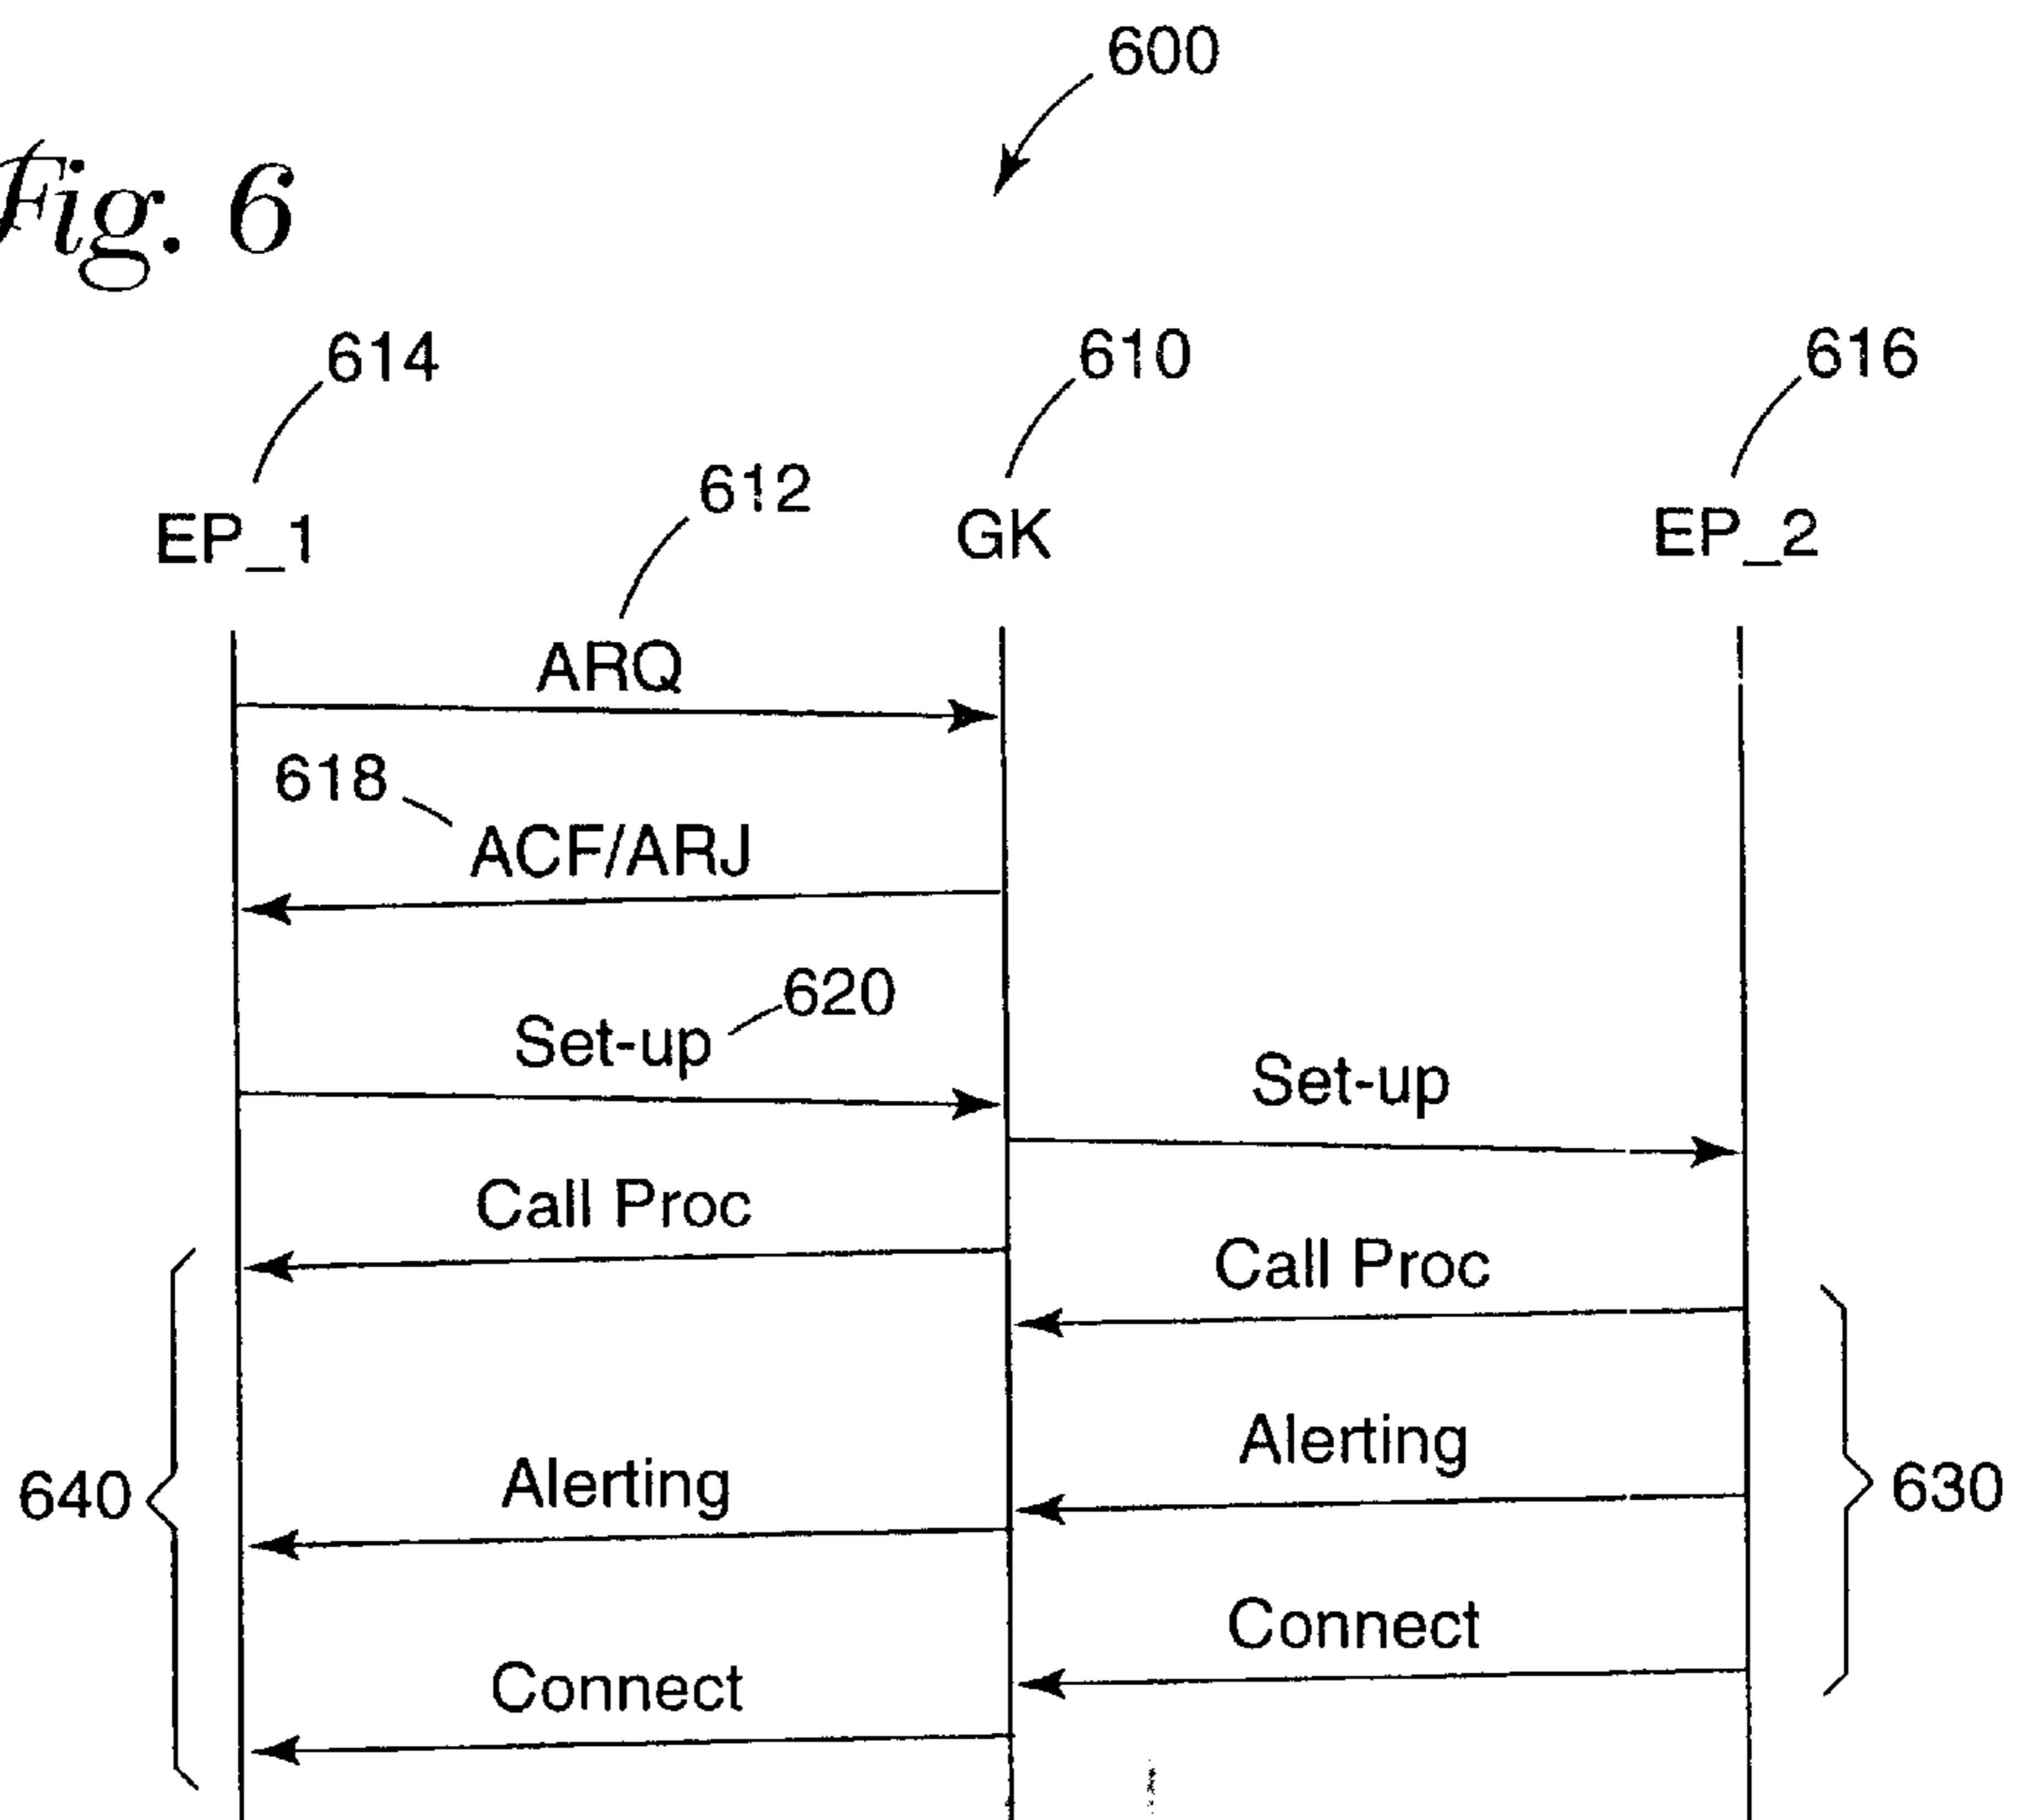 600
Fig. 6
614
610
616
612
EP_1
GK
EP_2
ARQ
618
ACF/ARJ
620
Set-up
Set-up
Call Proc
Call Proc
Alerting
Alerting
640
630
Connect
Connect